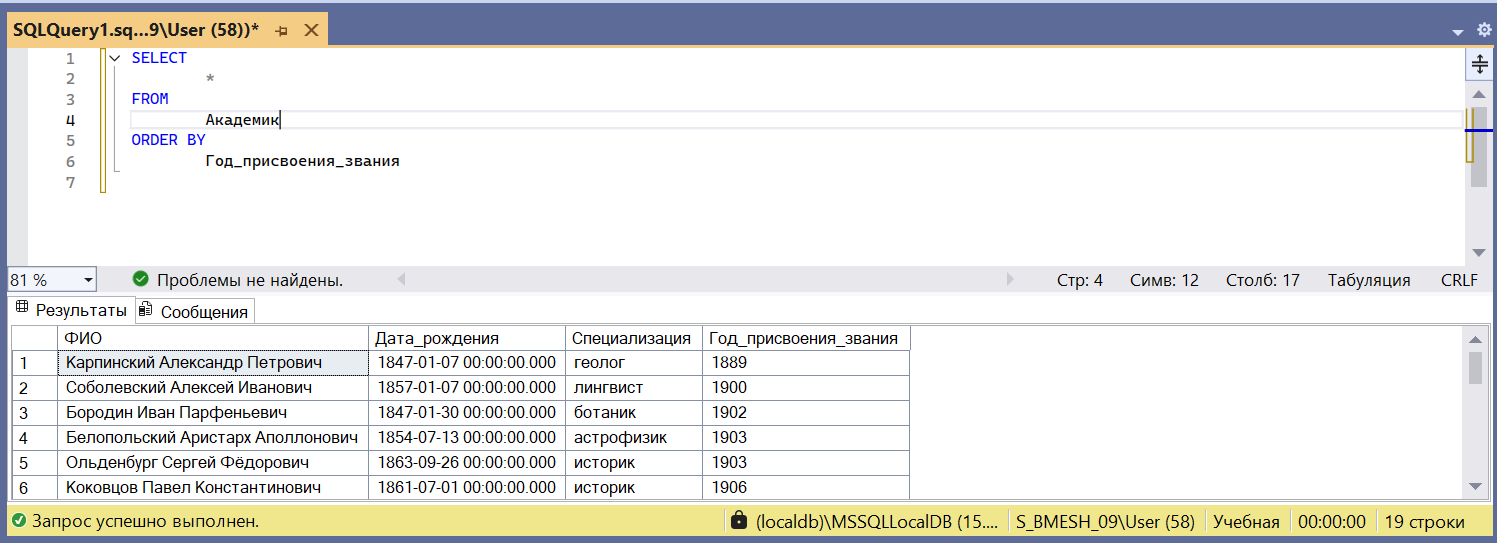 SQLQuery1.sq...9\User (58))*
1 SELECT
2 *
3 FROM
4 Академик
5 ORDER BY
6 Год_присвоения_звания
7
81 % Проблемы не найдены. Стр: 4 Симв: 12 Столб: 17 Табуляция CRLF
Результаты Сообщения
ФИО Дата_рождения Специализация Год_присвоения_звания
1 Карпинский Александр Петрович 1847-01-07 00:00:00.000 геолог 1889
2 Соболевский Алексей Иванович 1857-01-07 00:00:00.000 лингвист 1900
3 Бородин Иван Парфеньевич 1847-01-30 00:00:00.000 ботаник 1902
4 Белопольский Аристарх Аполлонович 1854-07-13 00:00:00.000 астрофизик 1903
5 Ольденбург Сергей Фёдорович 1863-09-26 00:00:00.000 историк 1903
6 Коковцов Павел Константинович 1861-07-01 00:00:00.000 историк 1906
Запрос успешно выполнен. (localdb)\MSSQLLocalDB (15.... S_BMESH_09\User (58) Учебная 00:00:00 19 строки